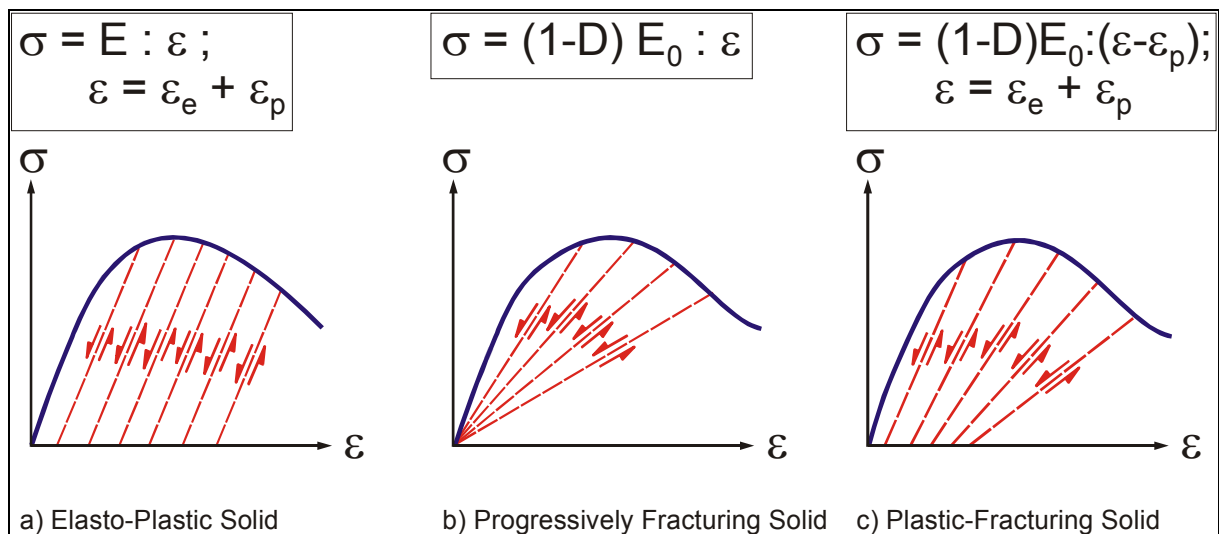 σ = E : ε ;
ε = εe + εp
σ = (1-D) E0 : ε
σ = (1-D)E0:(ε-εp);
ε = εe + εp
σ
ε
σ
ε
σ
ε
a) Elasto-Plastic Solid
b) Progressively Fracturing Solid
c) Plastic-Fracturing Solid